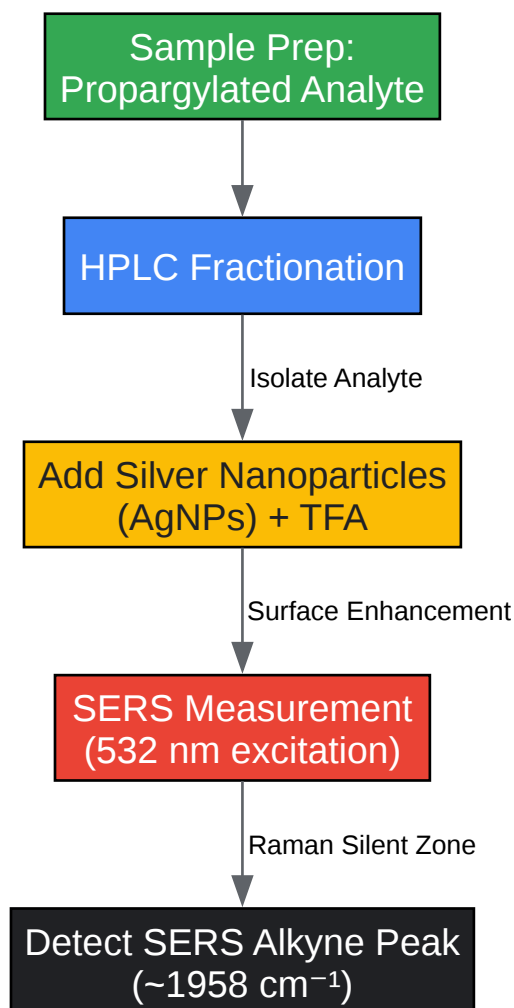 Sample Prep:
Propargylated Analyte
HPLC Fractionation
Isolate Analyte
Add Silver Nanoparticles
(AgNPs) + TFA
Surface Enhancement
SERS Measurement
(532 nm excitation)
Raman Silent Zone
Detect SERS Alkyne Peak
(~1958 cm⁻¹)